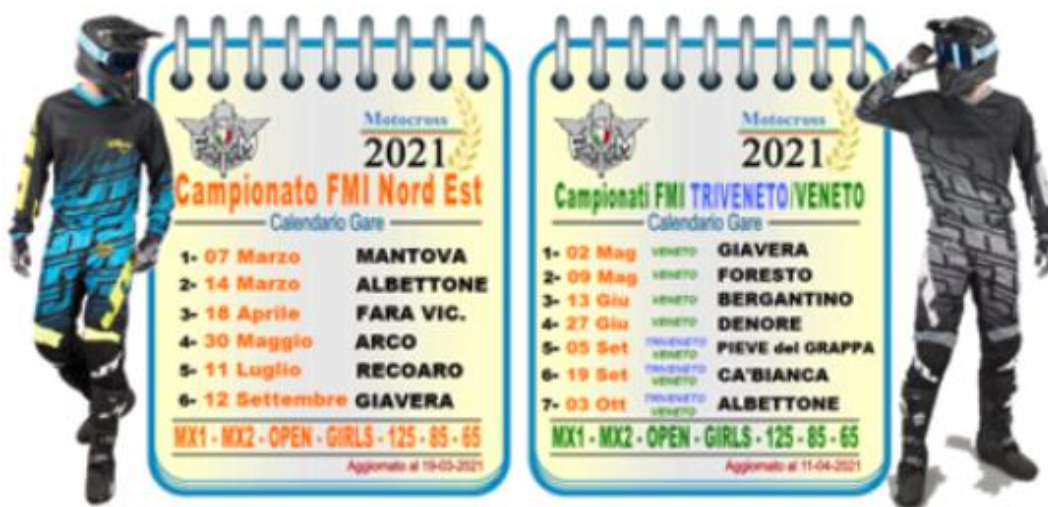 Motocross
2021
Campionato FMI Nord Est
Calendario Gare
1- 07 Marzo MANTOVA
2- 14 Marzo ALBETTONE
3- 18 Aprile FARA VIC.
4- 30 Maggio ARCO
5- 11 Luglio RECOARO
6- 12 Settembre GIAVERA
MX1 - MX2 - OPEN - GIRLS - 125 - 85 - 65
Aggiornato al 19-03-2021
Motocross
2021
Campionati FMI TRIVENETO/VENETO
Calendario Gare
1- 02 Mag VENETO GIAVERA
2- 09 Mag VENETO FORESTO
3- 13 Giu VENETO BERGANTINO
4- 27 Giu VENETO DENORE
5- 05 Set TRIVENETO VENETO PIEVE del GRAPPA
6- 19 Set TRIVENETO VENETO CA'BIANCA
7- 03 Ott TRIVENETO VENETO ALBETTONE
MX1 - MX2 - OPEN - GIRLS - 125 - 85 - 65
Aggiornato al 11-04-2021